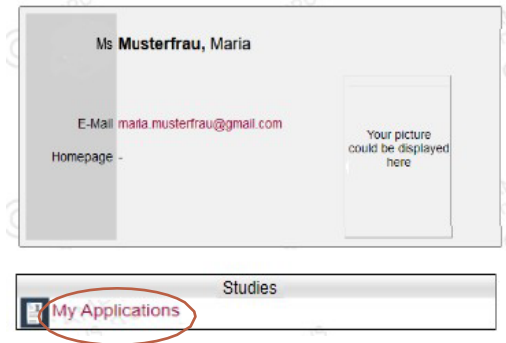 Ms Musterfrau, Maria
E-Mail maria.musterfrau@gmail.com
Homepage -
Your picture
could be displayed
here
Studies
My Applications